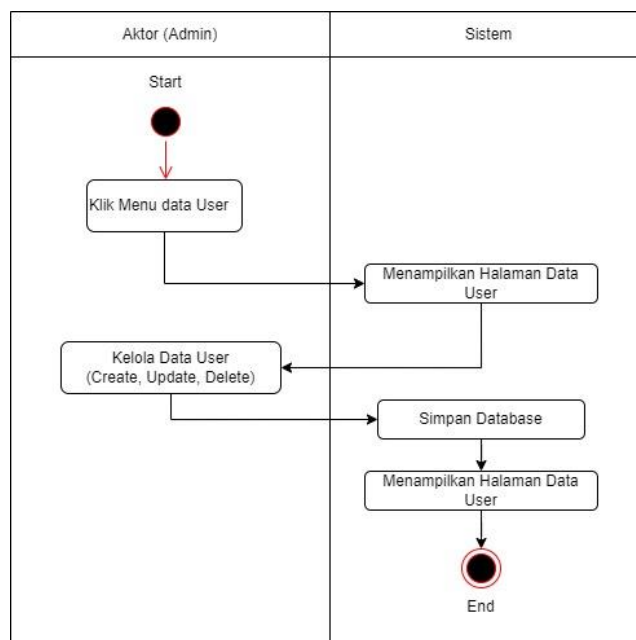 Aktor (Admin)
Sistem
Start
Klik Menu data User
Menampilkan Halaman Data
User
Kelola Data User
(Create, Update, Delete)
Simpan Database
Menampilkan Halaman Data
User
End